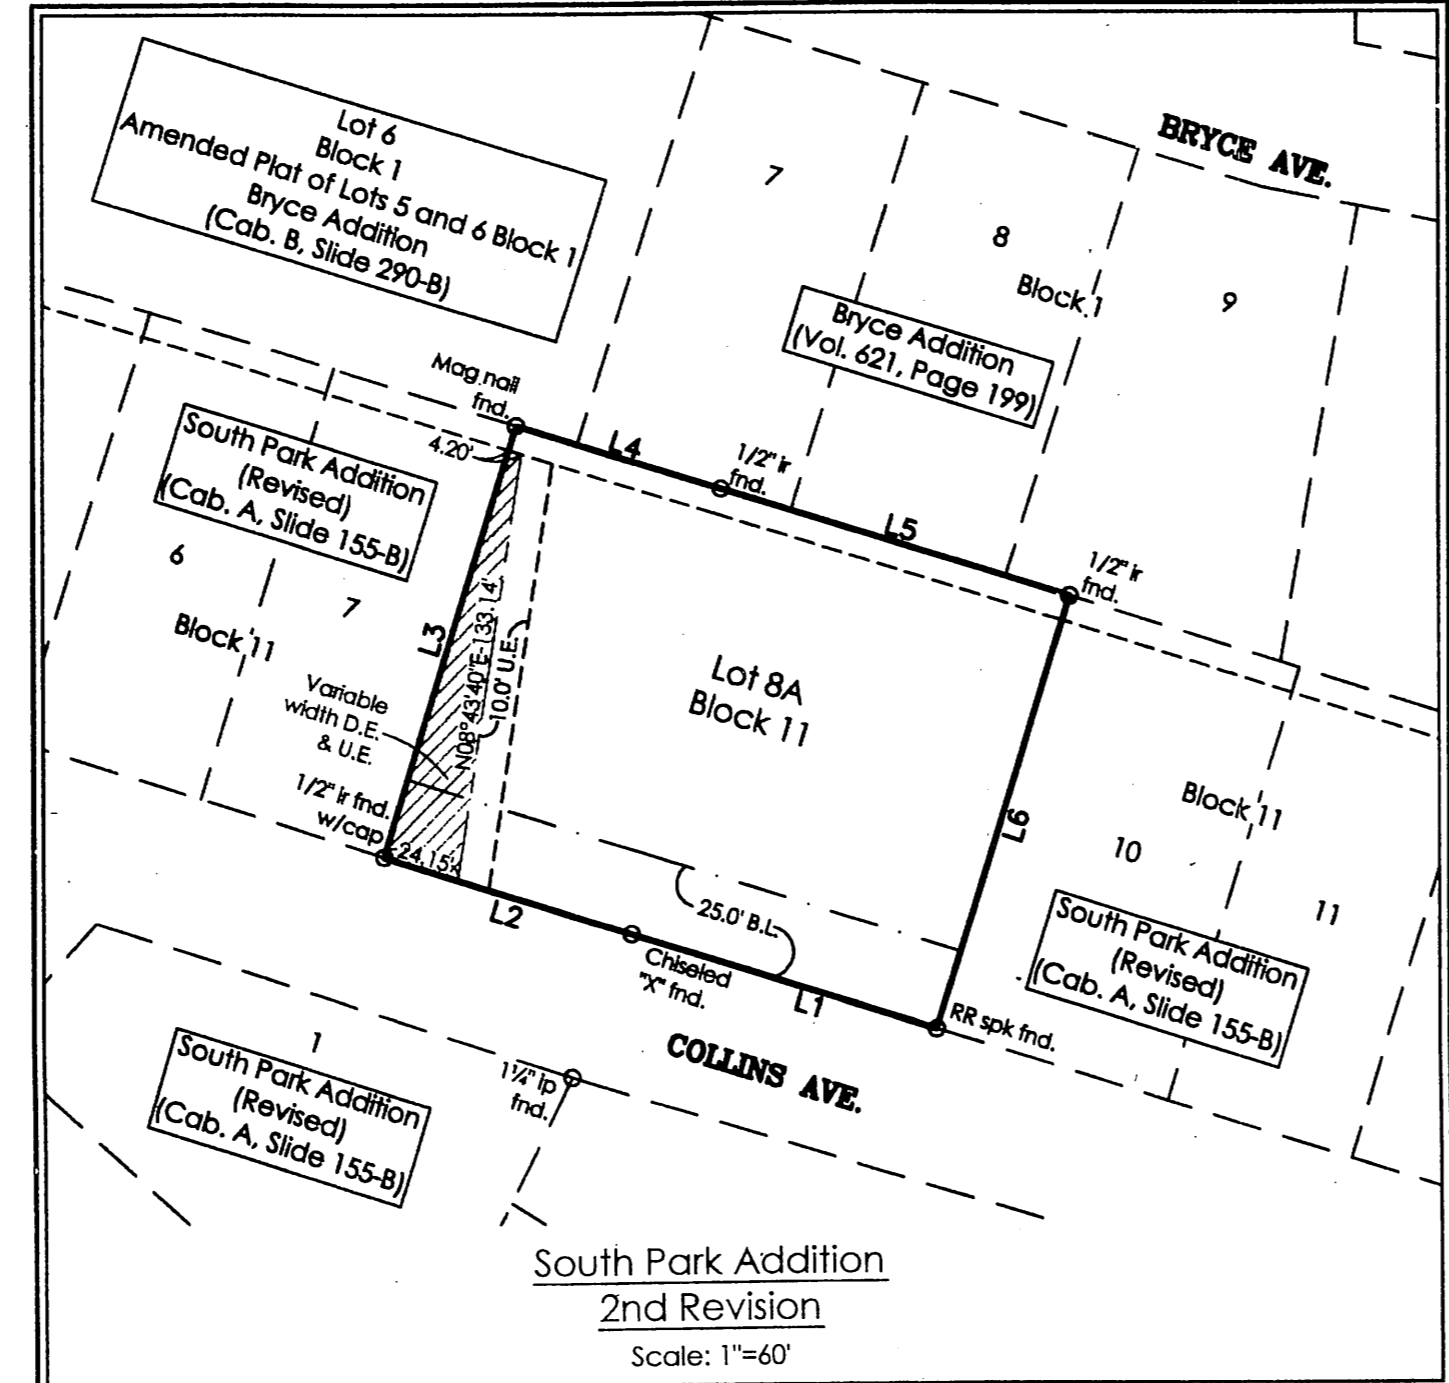 Lot 6
Block 1
Amended Plat of Lots 5 and 6 Block 1
Bryce Addition
(Cab. B, Slide 290-B)
BRYCE AVE.
7
8
Block 1
9
Bryce Addition
(Vol. 621, Page 199)
Mag nail
fnd.
4.20'
L4
1/2" ir
fnd.
L5
1/2" ir
fnd.
South Park Addition
(Revised)
(Cab. A, Slide 155-B)
6
7
Block 11
L3
N08°43'40"E-133.14'
10.0' U.E.
Variable
width D.E.
& U.E.
Lot 8A
Block 11
1/2" ir fnd.
w/cap
24.15'
L2
25.0' B.L.
L6
Block 11
10
11
South Park Addition
(Revised)
(Cab. A, Slide 155-B)
Chiseled
"X" fnd.
L1
RR spk fnd.
COLLINS AVE.
1
South Park Addition
(Revised)
(Cab. A, Slide 155-B)
1¼" ip
fnd.
South Park Addition
2nd Revision
Scale: 1"=60'